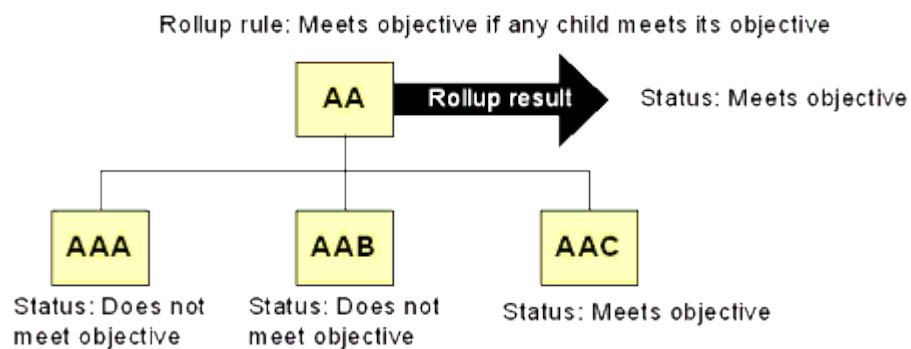 Rollup rule: Meets objective if any child meets its objective
AA
Rollup result
Status: Meets objective
AAA
AAB
AAC
Status: Does not
meet objective
Status: Does not
meet objective
Status: Meets objective